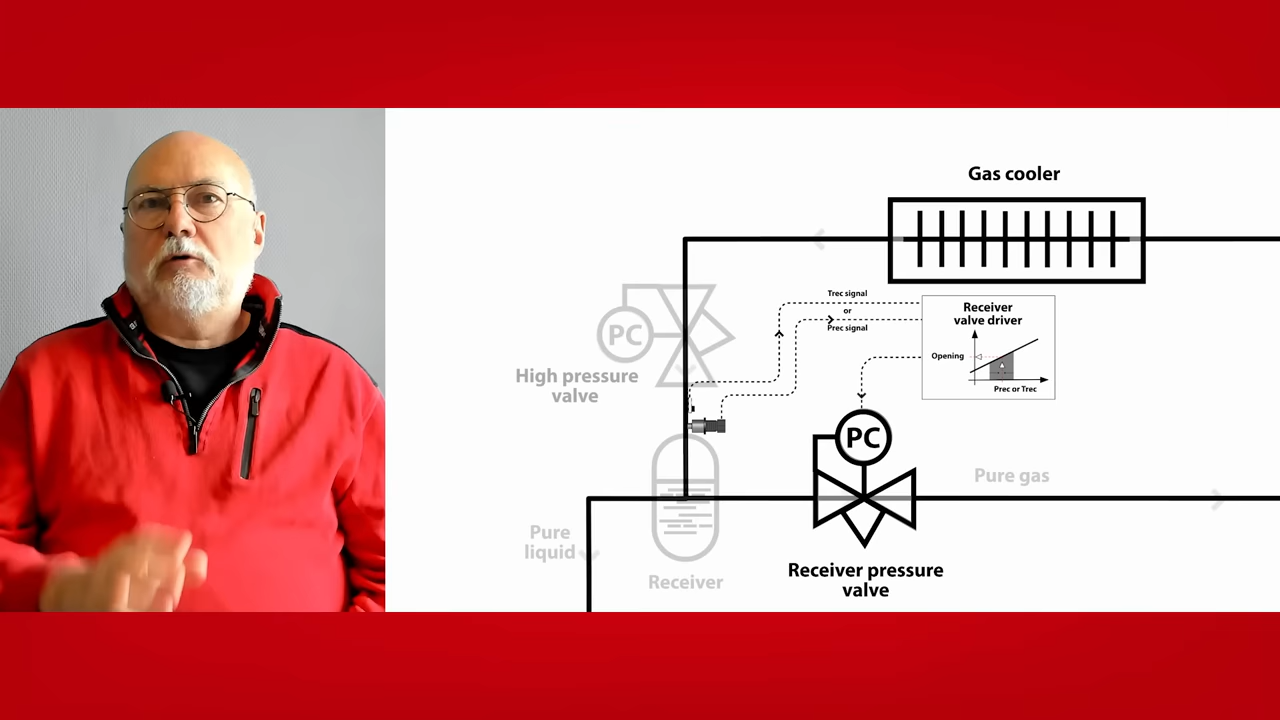 Gas cooler
Trec signal
or
Prec signal
Receiver
valve driver
Opening
Prec or Trec
PC
High pressure
valve
PC
Pure gas
Pure
liquid
Receiver
Receiver pressure
valve